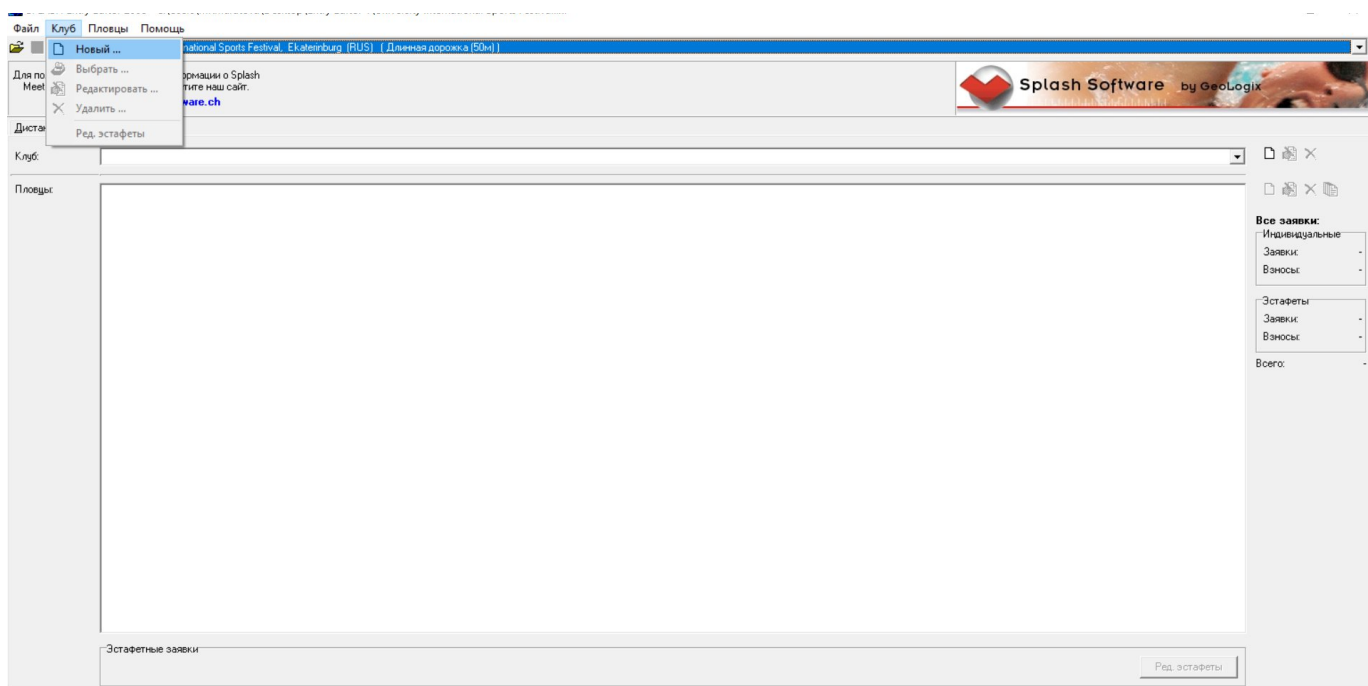 Файл Клуб Пловцы Помощь
Новый ...
national Sports Festival, Ekaterinburg (RUS) ( Длинная дорожка (50м) )
Выбрать ...
Редактировать ...
Удалить ...
Ред. эстафеты
Для по
рмации о Splash
Meet
тите наш сайт.
ware.ch
Splash Software by GeoLogix
Дистан
Клуб:
Пловцы:
Все заявки:
Индивидуальные
Заявки: -
Взносы: -
Эстафеты
Заявки: -
Взносы: -
Всего: -
Эстафетные заявки
Ред. эстафеты